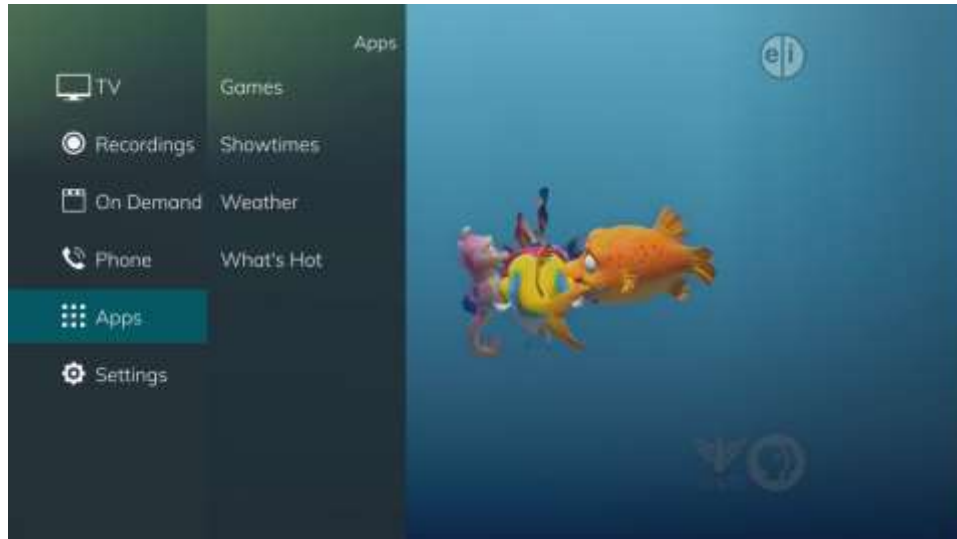 Apps
TV
Games
Recordings
Showtimes
On Demand
Weather
Phone
What's Hot
Apps
Settings
e|i